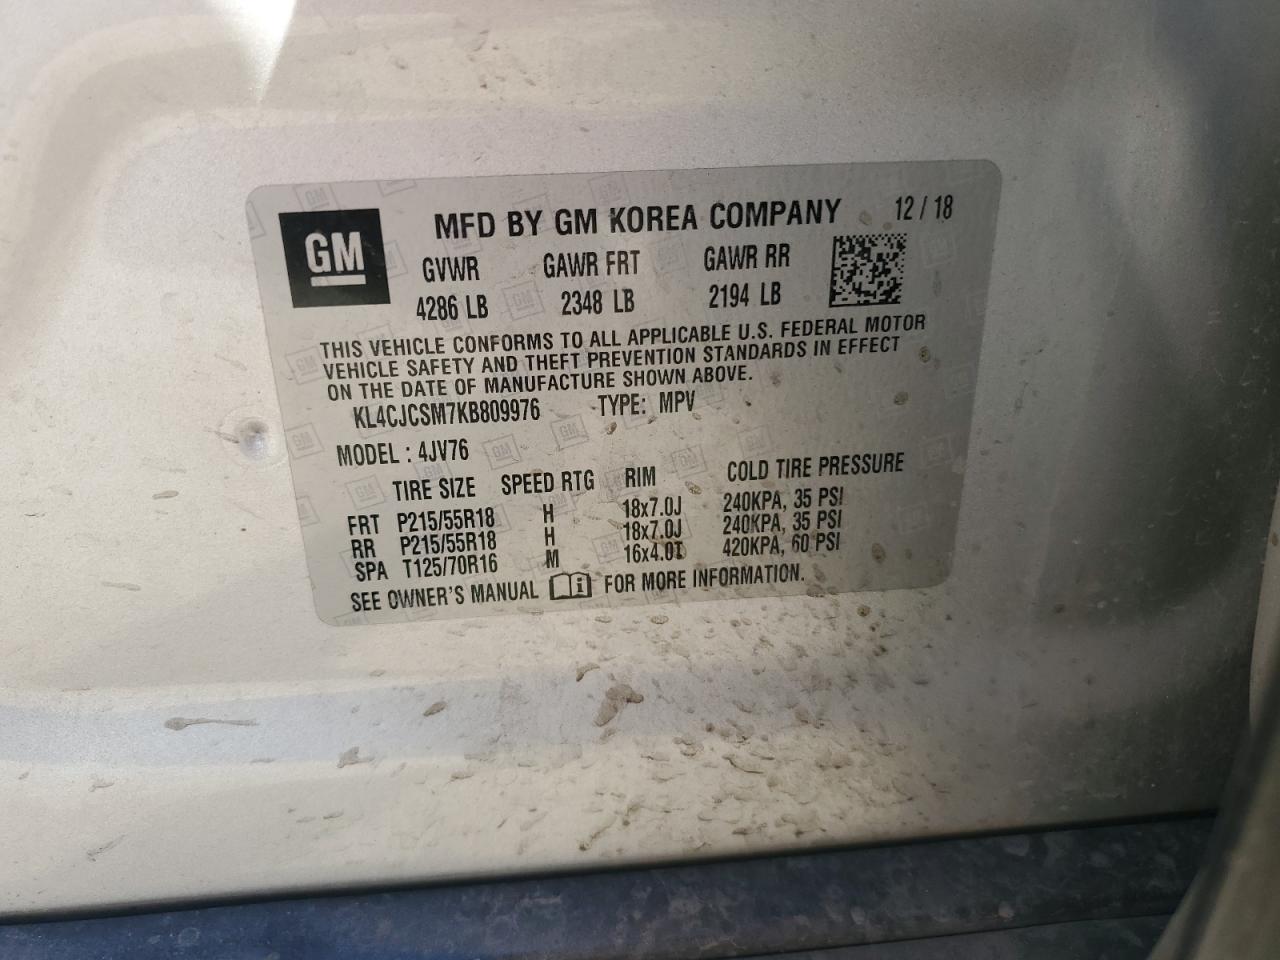 GM
MFD BY GM KOREA COMPANY 12 / 18
GVWR GAWR FRT GAWR RR
4286 LB 2348 LB 2194 LB
THIS VEHICLE CONFORMS TO ALL APPLICABLE U.S. FEDERAL MOTOR
VEHICLE SAFETY AND THEFT PREVENTION STANDARDS IN EFFECT
ON THE DATE OF MANUFACTURE SHOWN ABOVE.
KL4CJCSM7KB809976 TYPE: MPV
MODEL : 4JV76
TIRE SIZE SPEED RTG RIM COLD TIRE PRESSURE
FRT P215/55R18 H 18x7.0J 240KPA, 35 PSI
RR P215/55R18 H 18x7.0J 240KPA, 35 PSI
SPA T125/70R16 M 16x4.0T 420KPA, 60 PSI
SEE OWNER'S MANUAL FOR MORE INFORMATION.